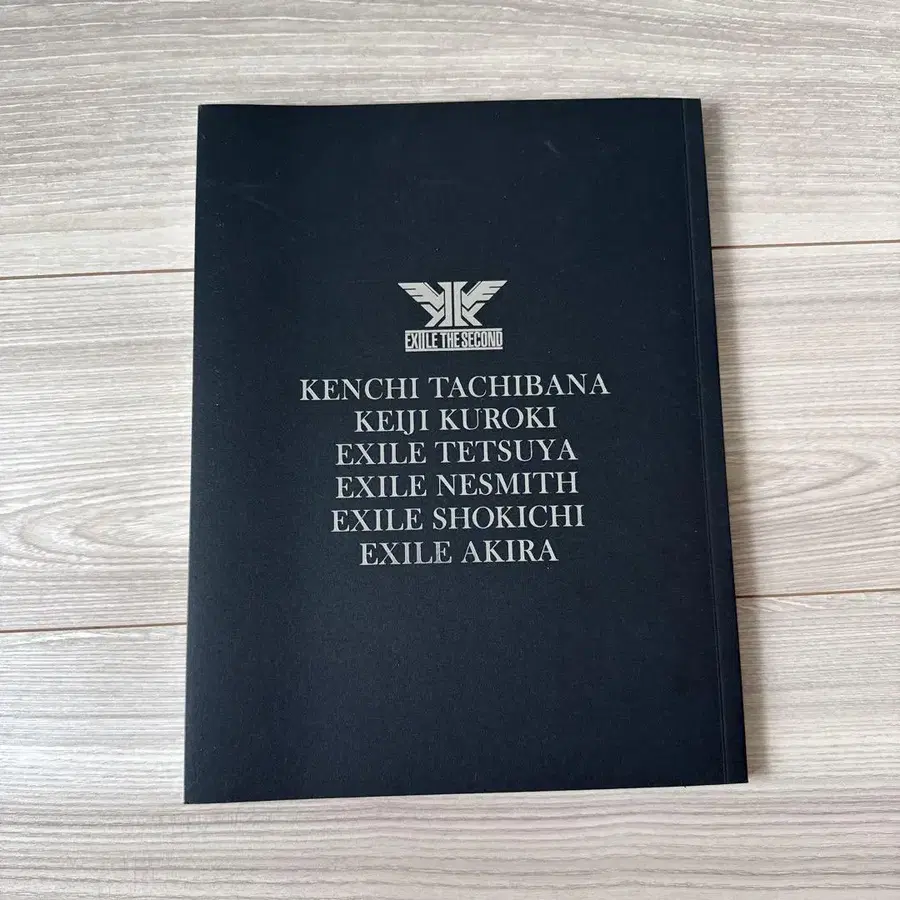 EXILE THE SECOND
KENCHI TACHIBANA
KEIJI KUROKI
EXILE TETSUYA
EXILE NESMITH
EXILE SHOKICHI
EXILE AKIRA